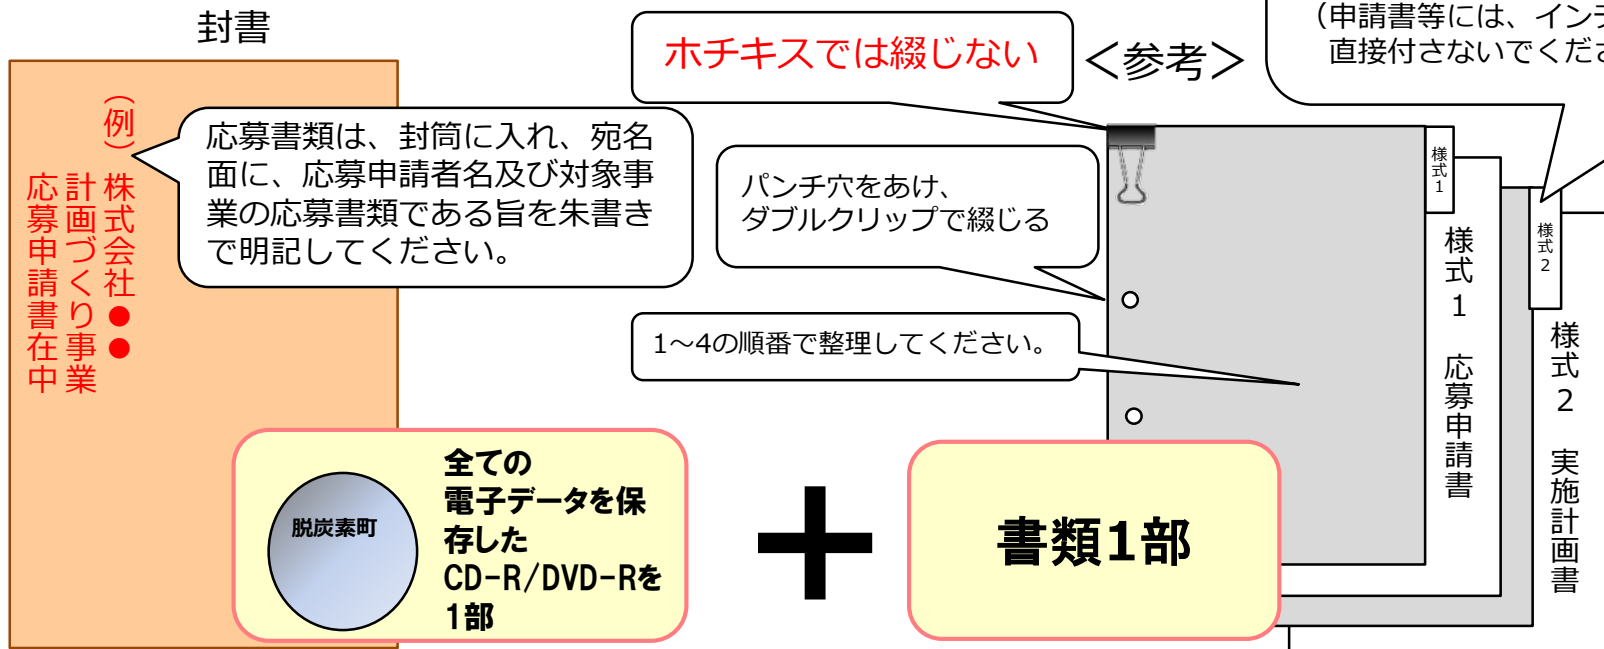 封書
(例) 株式会社●●
計画づくり事業
応募申請書在中
応募書類は、封筒に入れ、宛名
面に、応募申請者名及び対象事
業の応募書類である旨を朱書き
で明記してください。
ホチキスでは綴じない
＜参考＞
（申請書等には、イン
直接付さないでくだ
パンチ穴をあけ、
ダブルクリップで綴じる
1～4の順番で整理してください。
様式1
様式1 応募申請書
様式2
様式2 実施計画書
脱炭素町
全ての
電子データを保
存した
CD-R/DVD-Rを
1部
＋
書類1部